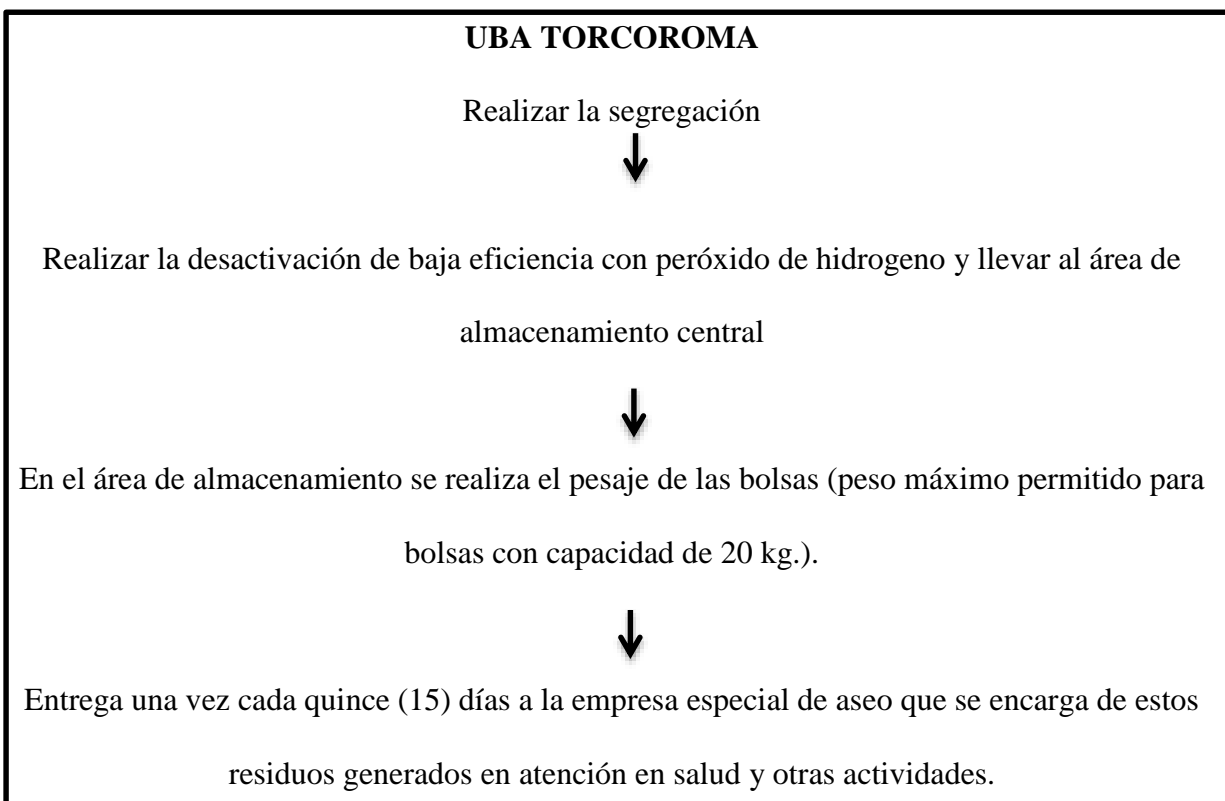 UBA TORCOROMA
Realizar la segregación
Realizar la desactivación de baja eficiencia con peróxido de hidrogeno y llevar al área de
almacenamiento central
En el área de almacenamiento se realiza el pesaje de las bolsas (peso máximo permitido para
bolsas con capacidad de 20 kg.).
Entrega una vez cada quince (15) días a la empresa especial de aseo que se encarga de estos
residuos generados en atención en salud y otras actividades.